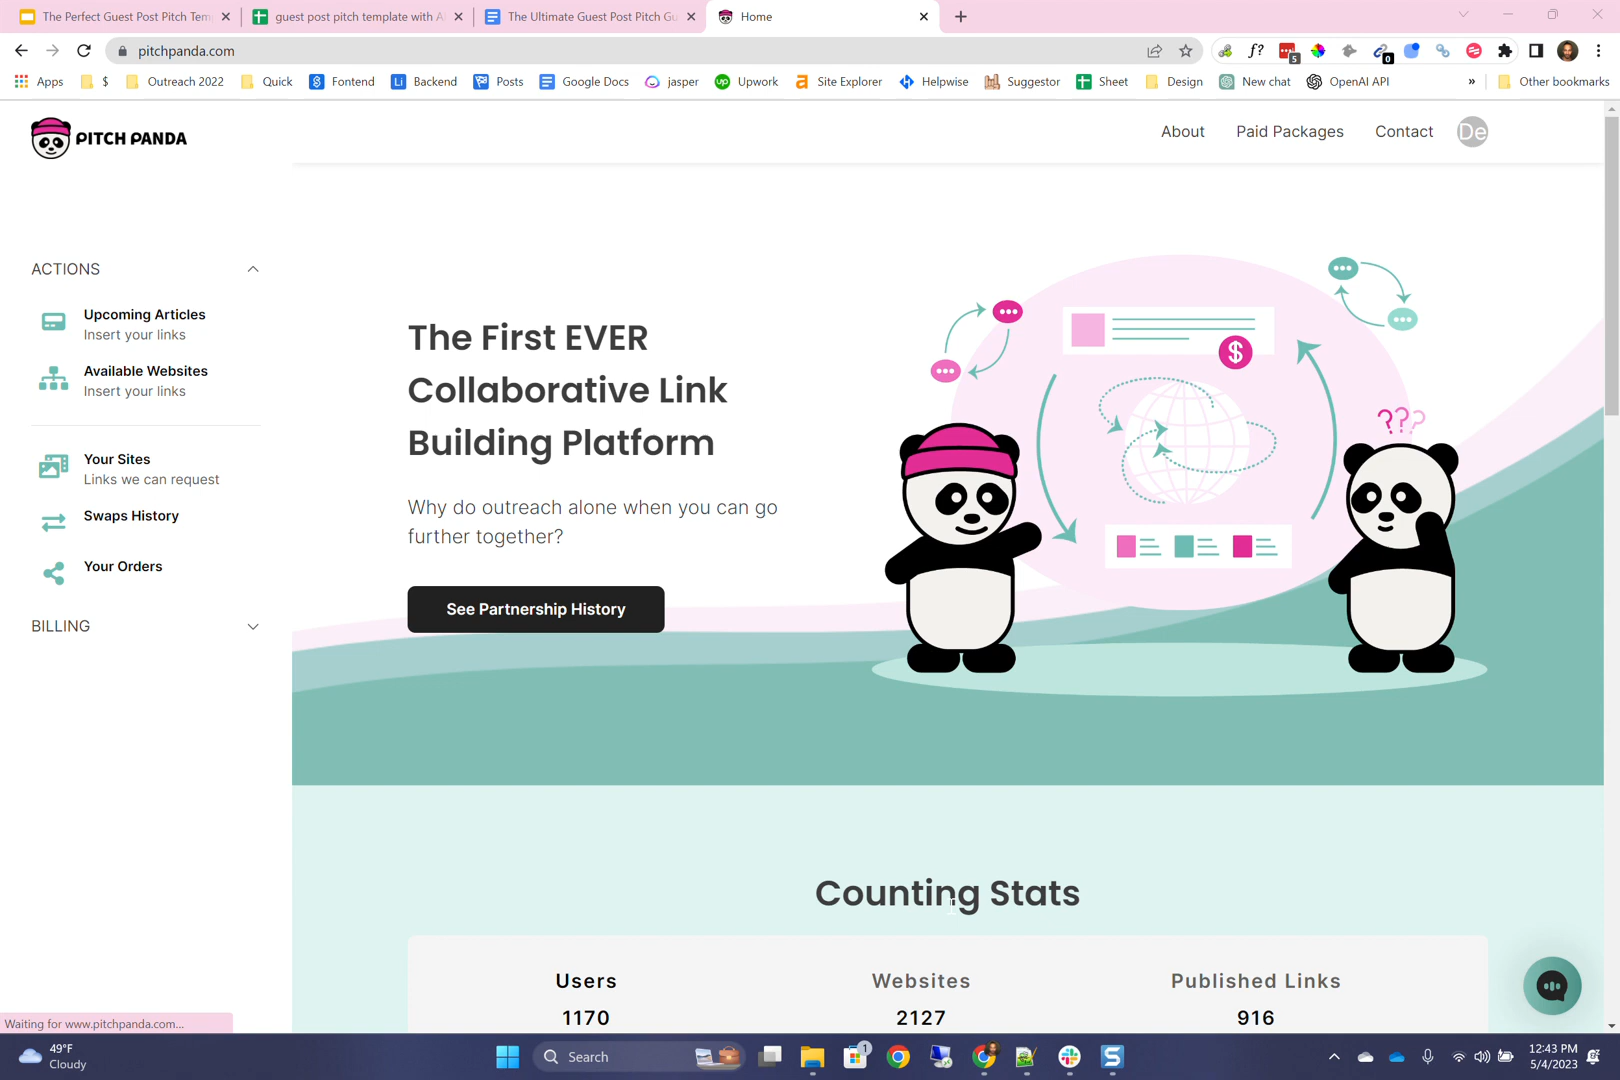 The Perfect Guest Post Pitch Tem
guest post pitch template with A
The Ultimate Guest Post Pitch Gu
Home
pitchpanda.com
f?
5
0
Apps
$
Outreach 2022
Quick
Fontend
Li Backend
Posts
Google Docs
jasper
up Upwork
a Site Explorer
Helpwise
Suggestor
Sheet
Design
New chat
OpenAI API
»
Other bookmarks
PITCH PANDA
About
Paid Packages
Contact
De
ACTIONS
Upcoming Articles
Insert your links
Available Websites
Insert your links
Your Sites
Links we can request
Swaps History
Your Orders
BILLING
The First EVER
Collaborative Link
Building Platform
Why do outreach alone when you can go
further together?
See Partnership History
$
???
Counting Stats
Users
Websites
Published Links
1170
2127
916
Waiting for www.pitchpanda.com...
49°F
Cloudy
Search
1
S
12:43 PM
5/4/2023